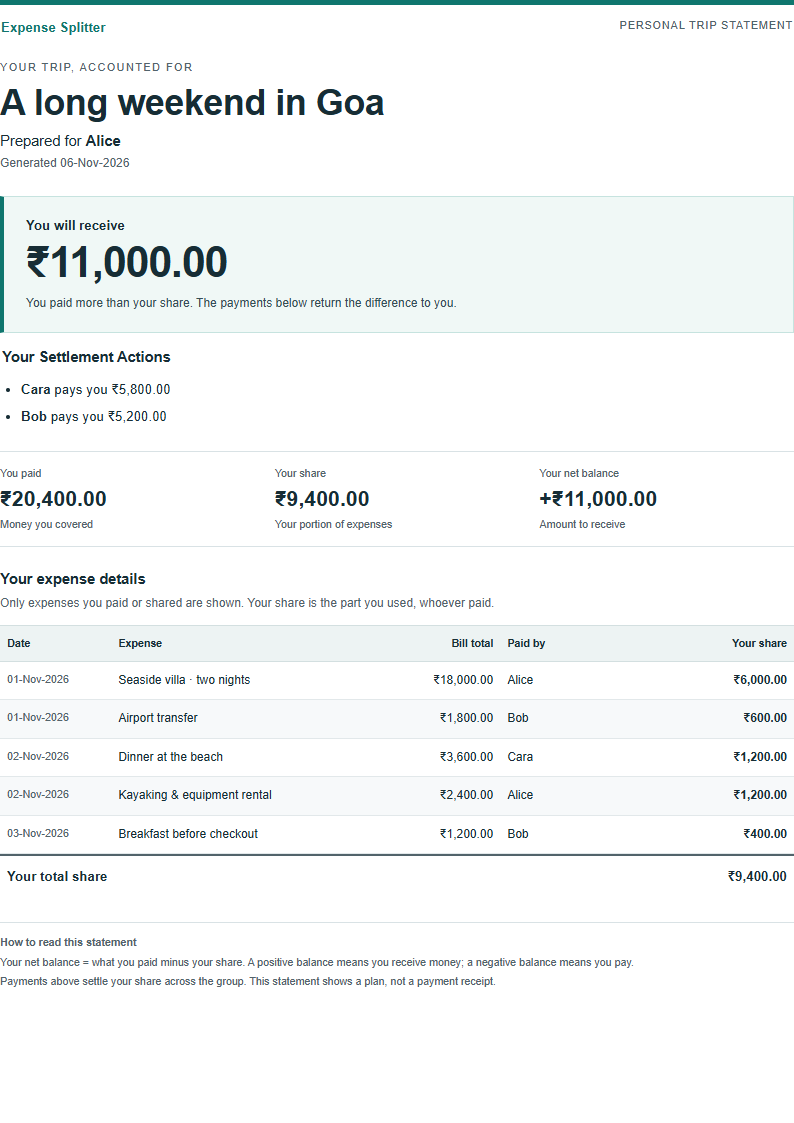 Expense Splitter
PERSONAL TRIP STATEMENT
YOUR TRIP, ACCOUNTED FOR
A long weekend in Goa
Prepared for Alice
Generated 06-Nov-2026
You will receive
₹11,000.00
You paid more than your share. The payments below return the difference to you.
Your Settlement Actions
• Cara pays you ₹5,800.00
• Bob pays you ₹5,200.00
You paid Your share Your net balance
₹20,400.00 ₹9,400.00 +₹11,000.00
Money you covered Your portion of expenses Amount to receive
Your expense details
Only expenses you paid or shared are shown. Your share is the part you used, whoever paid.
Date Expense Bill total Paid by Your share
01-Nov-2026 Seaside villa · two nights ₹18,000.00 Alice ₹6,000.00
01-Nov-2026 Airport transfer ₹1,800.00 Bob ₹600.00
02-Nov-2026 Dinner at the beach ₹3,600.00 Cara ₹1,200.00
02-Nov-2026 Kayaking & equipment rental ₹2,400.00 Alice ₹1,200.00
03-Nov-2026 Breakfast before checkout ₹1,200.00 Bob ₹400.00
Your total share ₹9,400.00
How to read this statement
Your net balance = what you paid minus your share. A positive balance means you receive money; a negative balance means you pay.
Payments above settle your share across the group. This statement shows a plan, not a payment receipt.